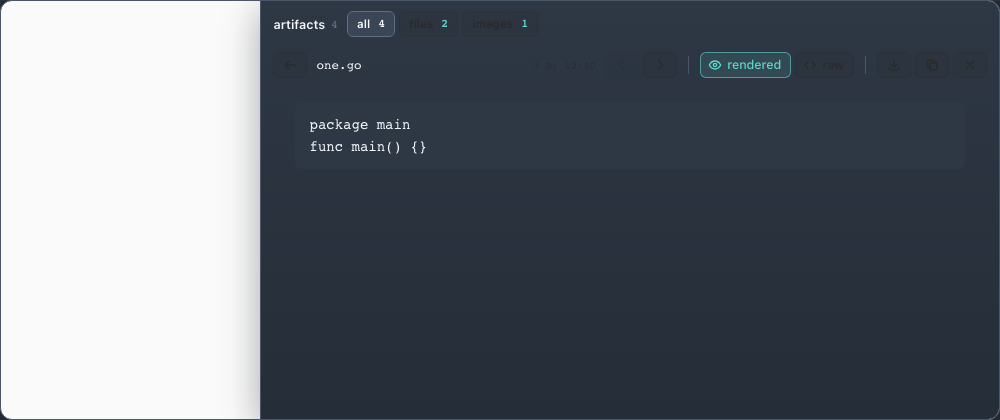 artifacts 4 all 4 files 2 images 1
one.go
rendered
raw
package main
func main() {}